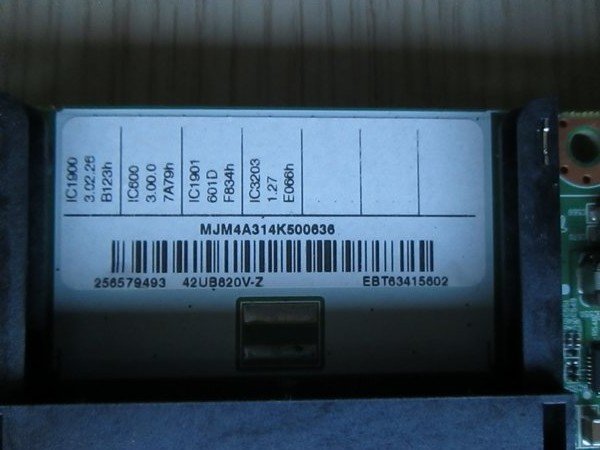 IC1900
3.02.26
B123h
IC600
3.00.0
7A79h
IC1901
601D
F834h
IC3203
1.27
E066h
MJM4A314K500636
256579493 42UB820V-Z EBT63415602